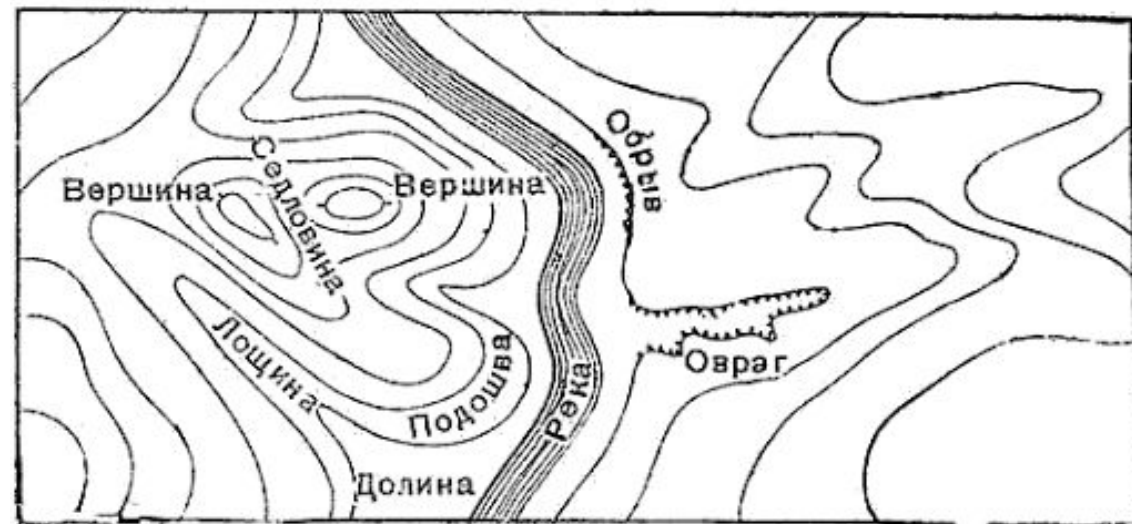 Обрыв
Седловина
Вершина
Вершина
Лощина
Подошва
Овраг
Река
Долина